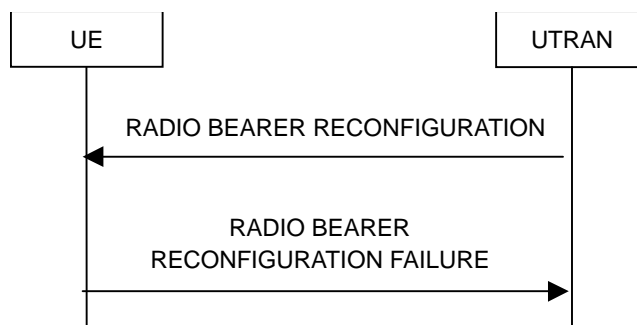 UE
UTRAN
RADIO BEARER RECONFIGURATION
RADIO BEARER
RECONFIGURATION FAILURE